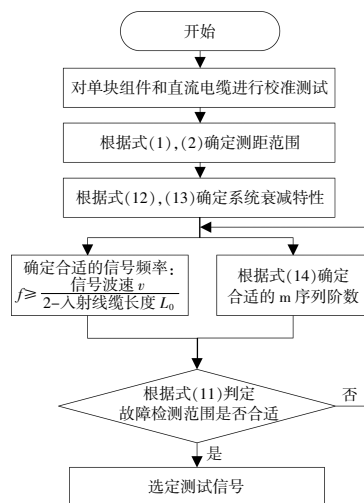 开始
对单块组件和直流电缆进行校准测试
根据式(1),(2)确定测距范围
根据式(12),(13)确定系统衰减特性
确定合适的信号频率:
信号波速 v
f≥
2-入射线缆长度 L₀
根据式(14)确定
合适的 m 序列阶数
根据式(11)判定
故障检测范围是否合适
否
是
选定测试信号